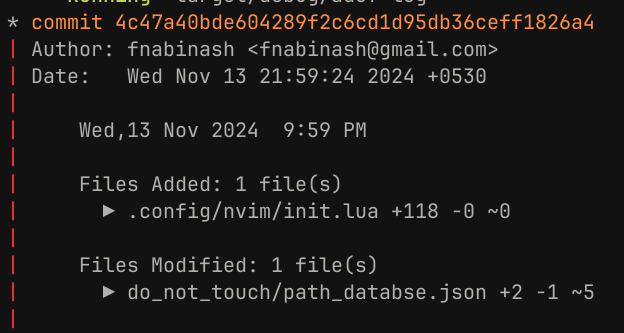 * commit 4c47a40bde604289f2c6cd1d95db36ceff1826a4
| Author: fnabinash <fnabinash@gmail.com>
| Date:   Wed Nov 13 21:59:24 2024 +0530
|
|     Wed,13 Nov 2024  9:59 PM
|
|     Files Added: 1 file(s)
|       ► .config/nvim/init.lua +118 -0 ~0
|
|     Files Modified: 1 file(s)
|       ► do_not_touch/path_databse.json +2 -1 ~5
|